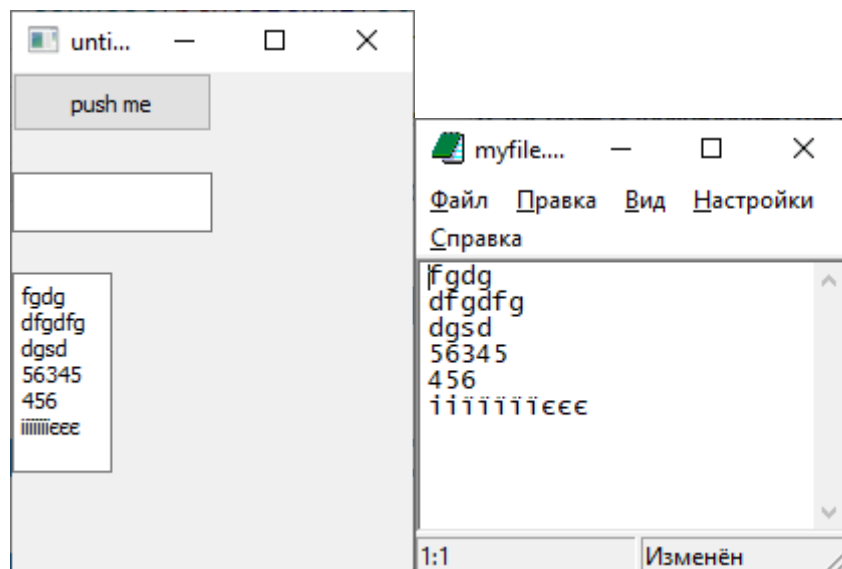 unti...
push me
fgdg
dfgdfg
dgsd
56345
456
ііїїїїїєєє
myfile....
Файл Правка Вид Настройки
Справка
fgdg
dfgdfg
dgsd
56345
456
ііїїїїїєєє
1:1 Изменён